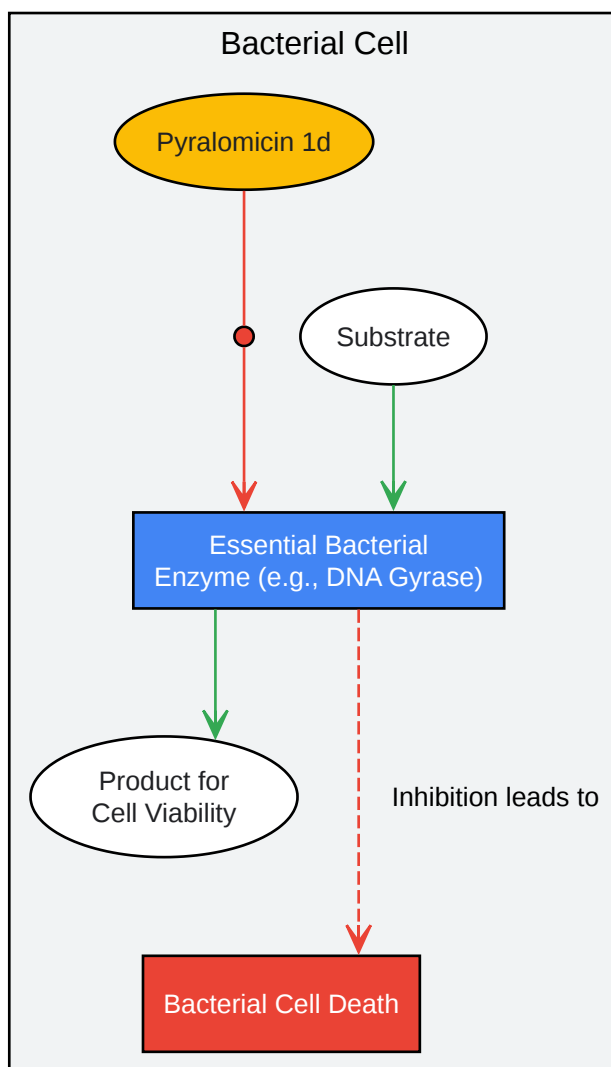 Bacterial Cell
Pyralomicin 1d
Substrate
Essential Bacterial
Enzyme (e.g., DNA Gyrase)
Product for
Cell Viability
Inhibition leads to
Bacterial Cell Death